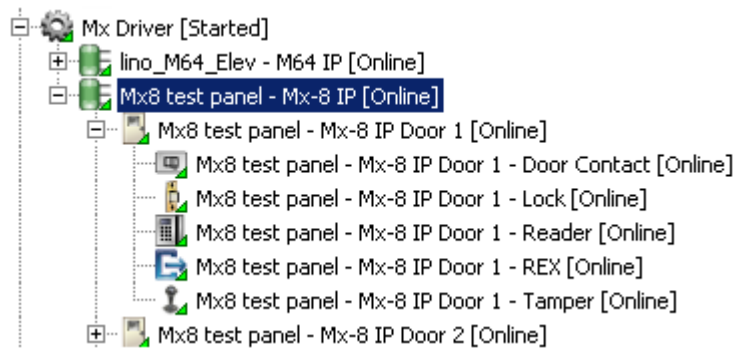 Mx Driver [Started]
lino_M64_Elev - M64 IP [Online]
Mx8 test panel - Mx-8 IP [Online]
Mx8 test panel - Mx-8 IP Door 1 [Online]
Mx8 test panel - Mx-8 IP Door 1 - Door Contact [Online]
Mx8 test panel - Mx-8 IP Door 1 - Lock [Online]
Mx8 test panel - Mx-8 IP Door 1 - Reader [Online]
Mx8 test panel - Mx-8 IP Door 1 - REX [Online]
Mx8 test panel - Mx-8 IP Door 1 - Tamper [Online]
Mx8 test panel - Mx-8 IP Door 2 [Online]